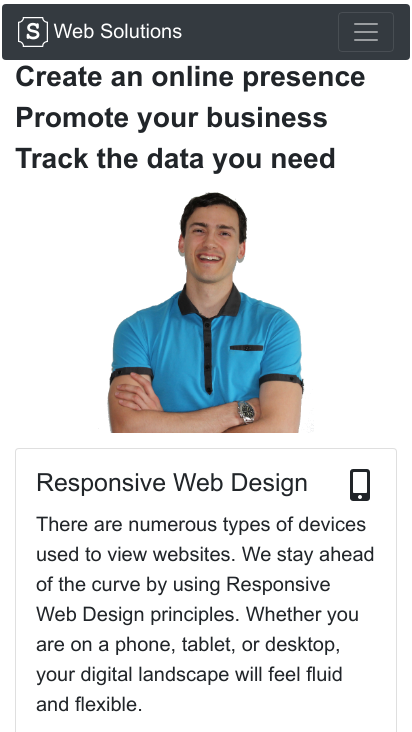 S Web Solutions
Create an online presence
Promote your business
Track the data you need
Responsive Web Design
There are numerous types of devices
used to view websites. We stay ahead
of the curve by using Responsive
Web Design principles. Whether you
are on a phone, tablet, or desktop,
your digital landscape will feel fluid
and flexible.